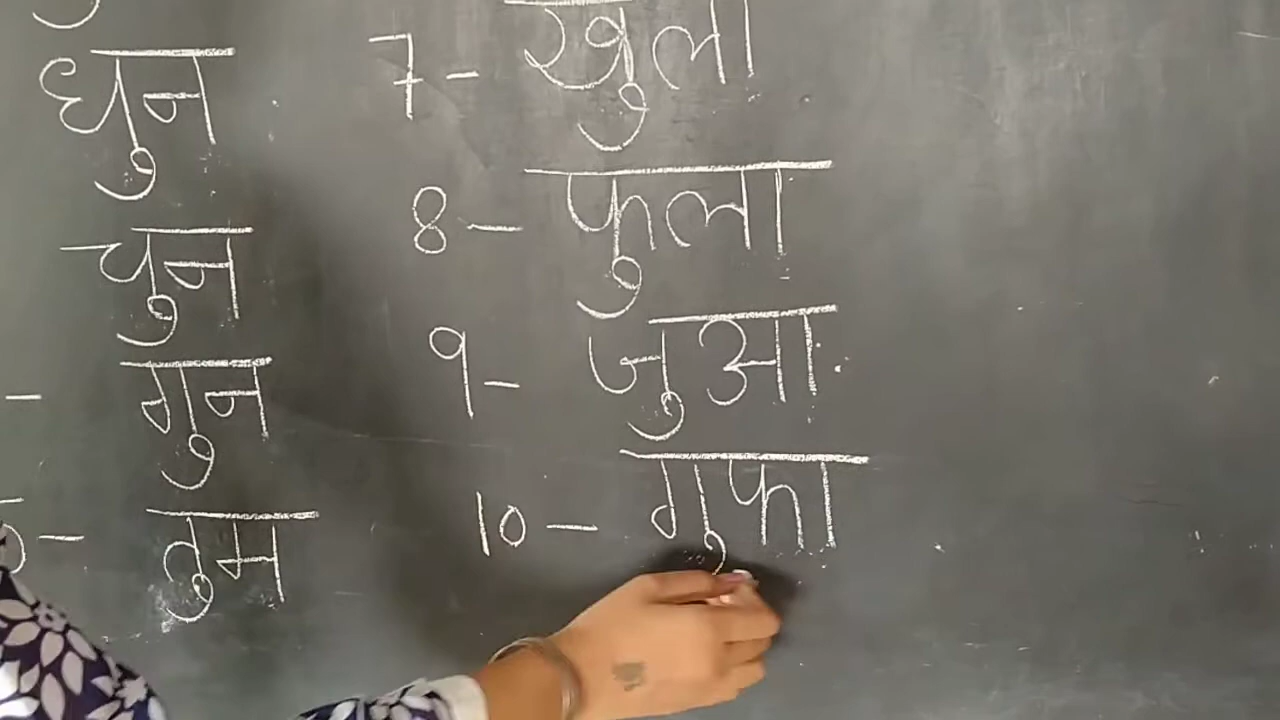 धुन
चुन
- गुन
- दुम
7- खुला
8- फुला
9- जुआ
10- गुफा